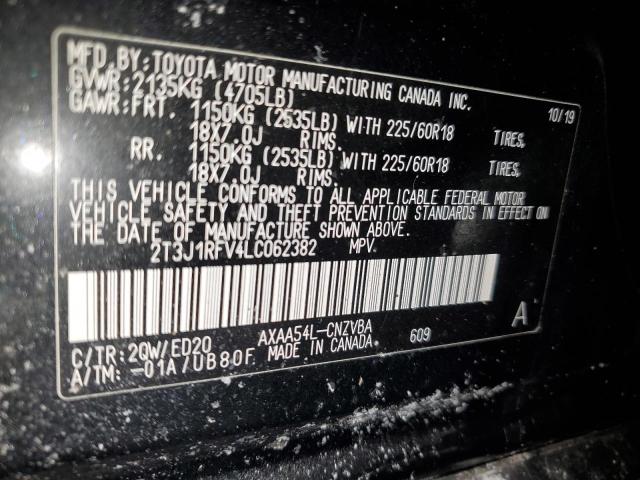 MFD. BY: TOYOTA MOTOR MANUFACTURING CANADA INC.
GVWR: 2135KG (4705LB) 10/19
GAWR: FRT. 1150KG (2535LB) WITH 225/60R18 TIRES,
18X7.0J RIMS.
RR. 1150KG (2535LB) WITH 225/60R18 TIRES,
18X7.0J RIMS.
THIS VEHICLE CONFORMS TO ALL APPLICABLE FEDERAL MOTOR
VEHICLE SAFETY AND THEFT PREVENTION STANDARDS IN EFFECT ON
THE DATE OF MANUFACTURE SHOWN ABOVE.
2T3J1RFV4LC062382 MPV.
AXAA54L-CNZVBA 609 A
C/TR: 2QW/ED20
A/TM: -01A/UB80F. MADE IN CANADA.